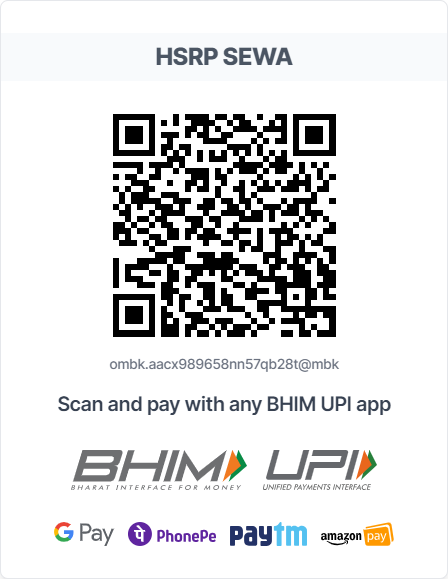 HSRP SEWA
ombk.aacx989658nn57qb28t@mbk
Scan and pay with any BHIM UPI app
BHIM UPI
BHARAT INTERFACE FOR MONEY UNIFIED PAYMENTS INTERFACE
G Pay PhonePe paytm amazon pay